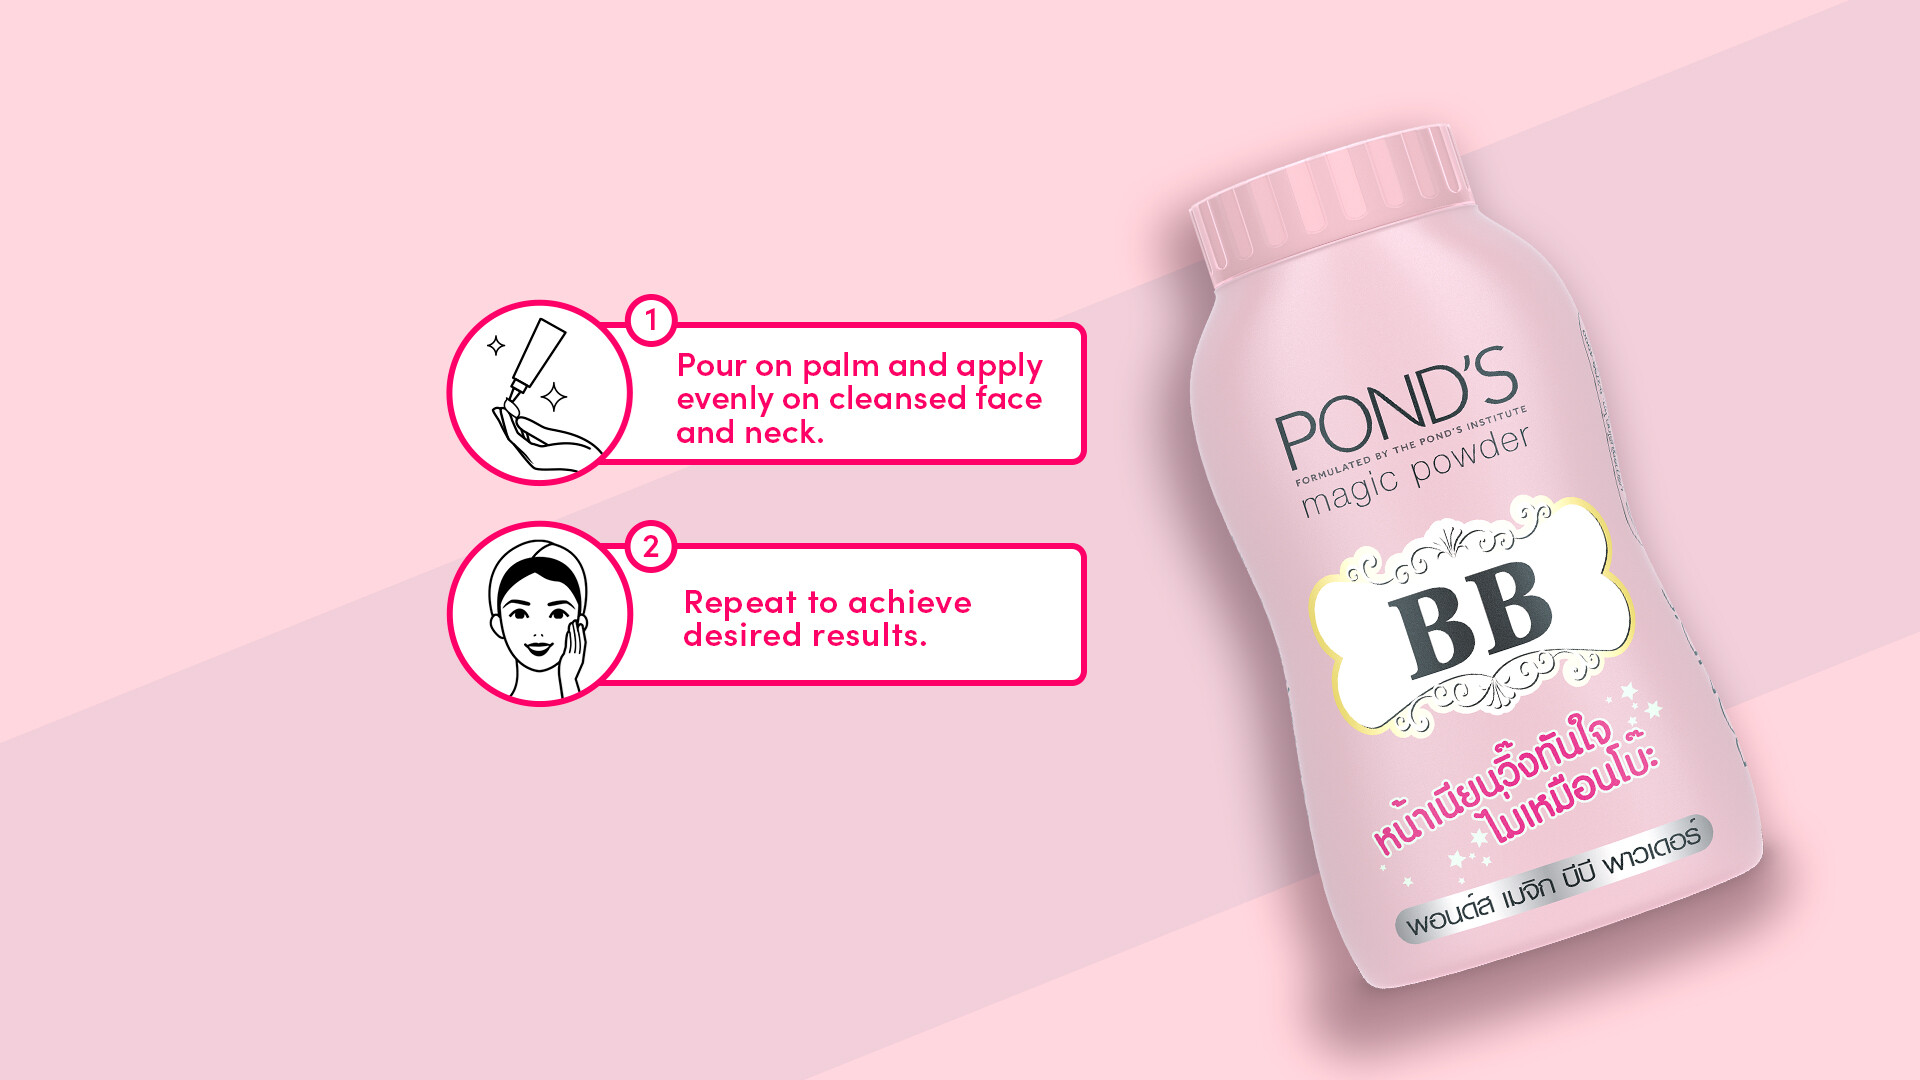 1
Pour on palm and apply
evenly on cleansed face
and neck.
2
Repeat to achieve
desired results.
POND'S
FORMULATED BY THE POND'S INSTITUTE
magic powder
BB
หน้าเนียนวิ๊งทันใจ
ไม่เหมือนโบ๊ะ
พอนด์ส เมจิก บีบี พาวเดอร์